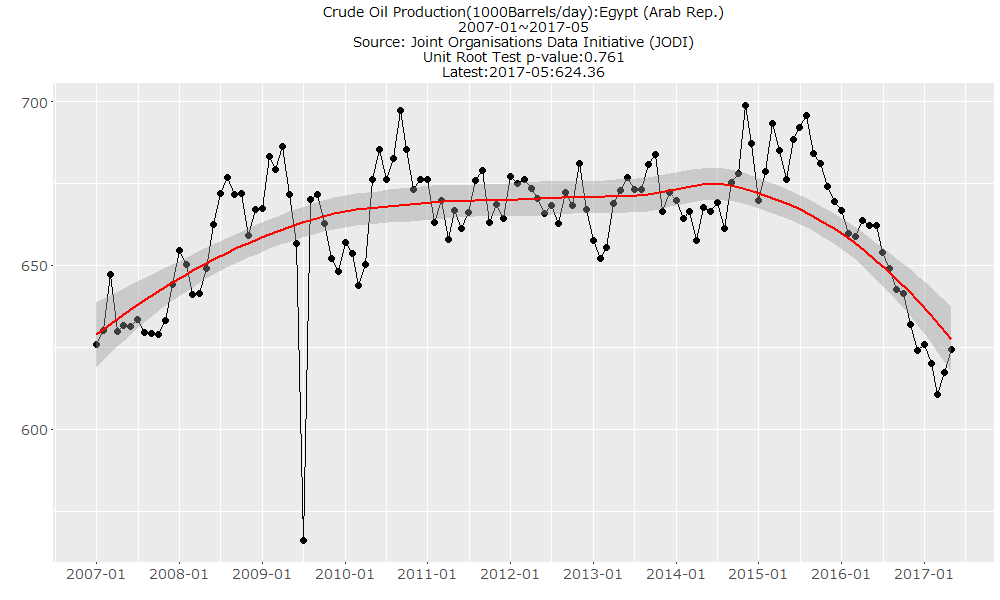 Crude Oil Production(1000Barrels/day):Egypt (Arab Rep.)
2007-01~2017-05
Source: Joint Organisations Data Initiative (JODI)
Unit Root Test p-value:0.761
Latest:2017-05:624.36
700
650
600
2007-01 2008-01 2009-01 2010-01 2011-01 2012-01 2013-01 2014-01 2015-01 2016-01 2017-01